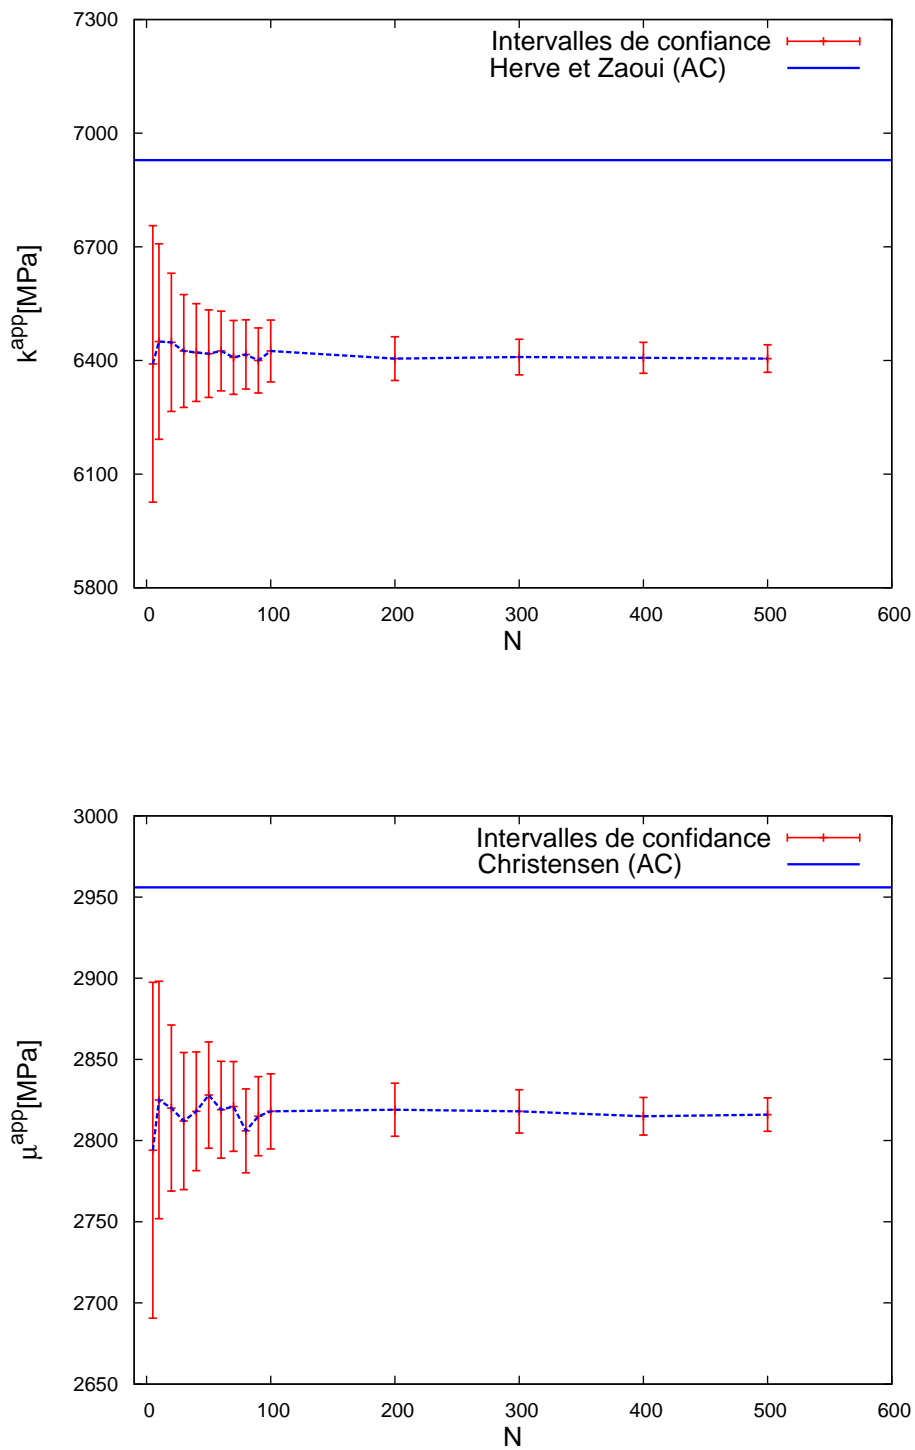 7300
Intervalles de confiance
Herve et Zaoui (AC)
7000
6700
k^app[MPa]
6400
6100
5800
0 100 200 300 400 500 600
N
3000
Intervalles de confidance
Christensen (AC)
2950
2900
2850
μ^app[MPa]
2800
2750
2700
2650
0 100 200 300 400 500 600
N